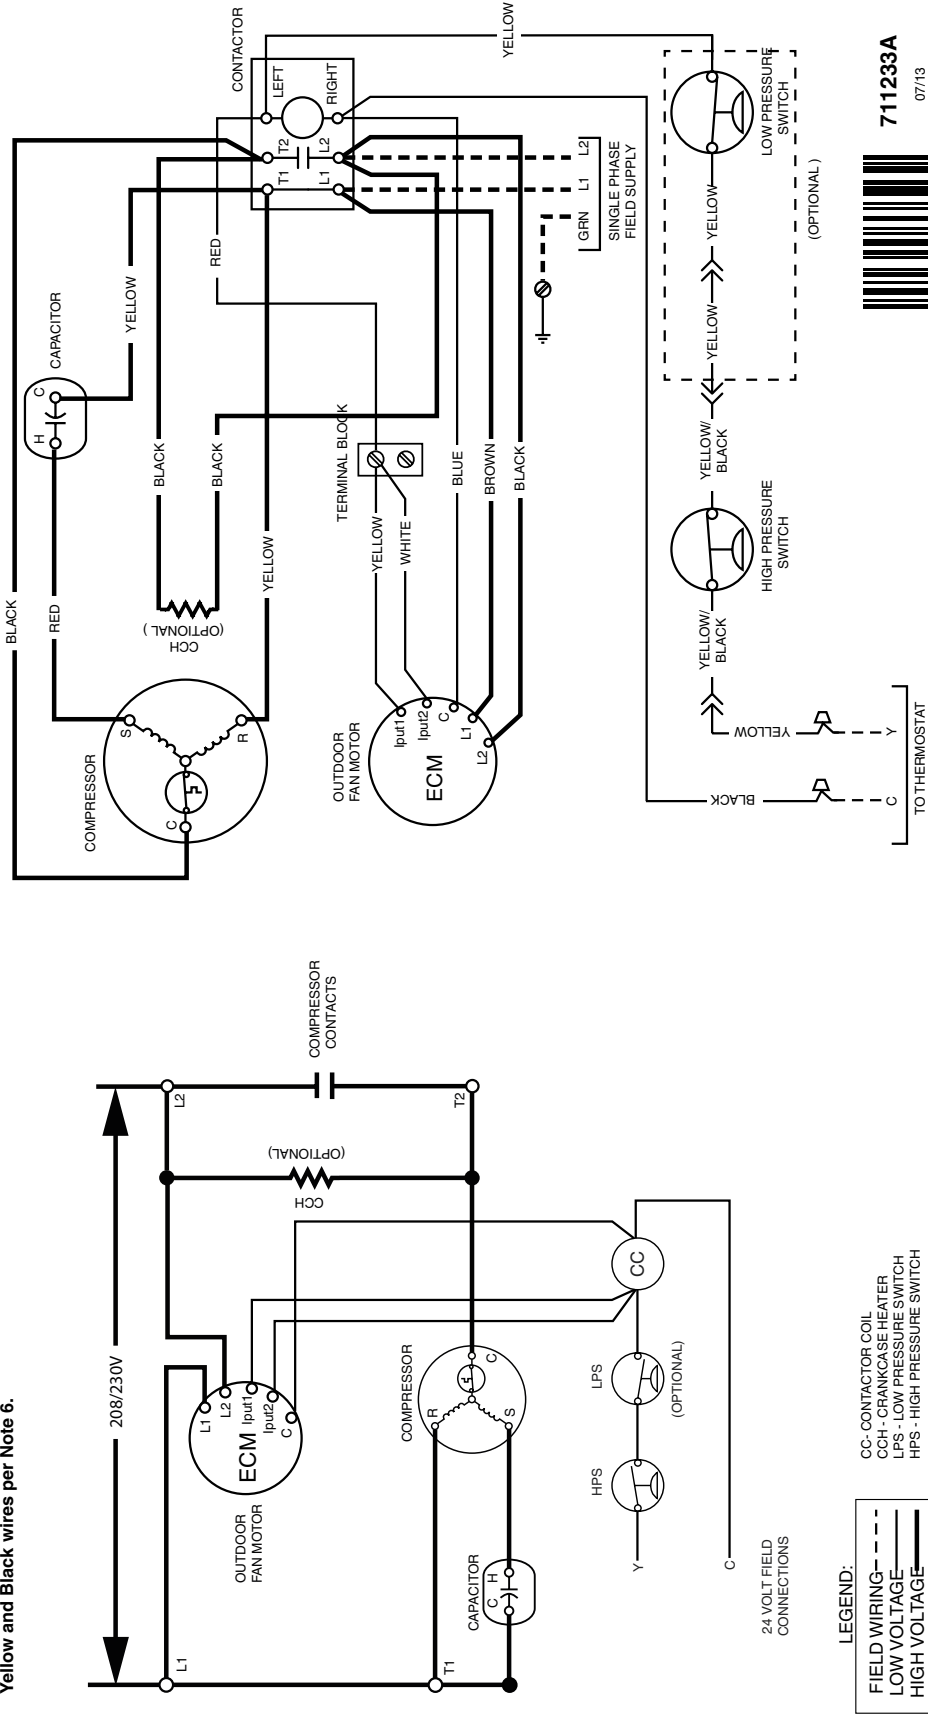 Yellow and Black wires per Note 6.
208/230V
L1
L2
COMPRESSOR
CONTACTS
T1
T2
CCH
(OPTIONAL)
OUTDOOR
FAN MOTOR
ECM
L1
L2
Iput1
Iput2
C
COMPRESSOR
R
S
C
CAPACITOR
C
H
CC
LPS
(OPTIONAL)
HPS
Y
C
24 VOLT FIELD
CONNECTIONS
LEGEND:
FIELD WIRING
LOW VOLTAGE
HIGH VOLTAGE
CC- CONTACTOR COIL
CCH - CRANKCASE HEATER
LPS - LOW PRESSURE SWITCH
HPS - HIGH PRESSURE SWITCH
BLACK
RED
COMPRESSOR
S
R
C
CAPACITOR
H
C
YELLOW
BLACK
BLACK
CCH
(OPTIONAL )
YELLOW
RED
CONTACTOR
LEFT
RIGHT
T2
L2
T1
L1
YELLOW
TERMINAL BLOCK
YELLOW
WHITE
BLUE
BROWN
BLACK
OUTDOOR
FAN MOTOR
ECM
Iput1
Iput2
C
L1
L2
GRN
L1
L2
SINGLE PHASE
FIELD SUPPLY
LOW PRESSURE
SWITCH
(OPTIONAL )
YELLOW
YELLOW
YELLOW/
BLACK
HIGH PRESSURE
SWITCH
YELLOW/
BLACK
YELLOW
BLACK
C
Y
TO THERMOSTAT
711233A
07/13